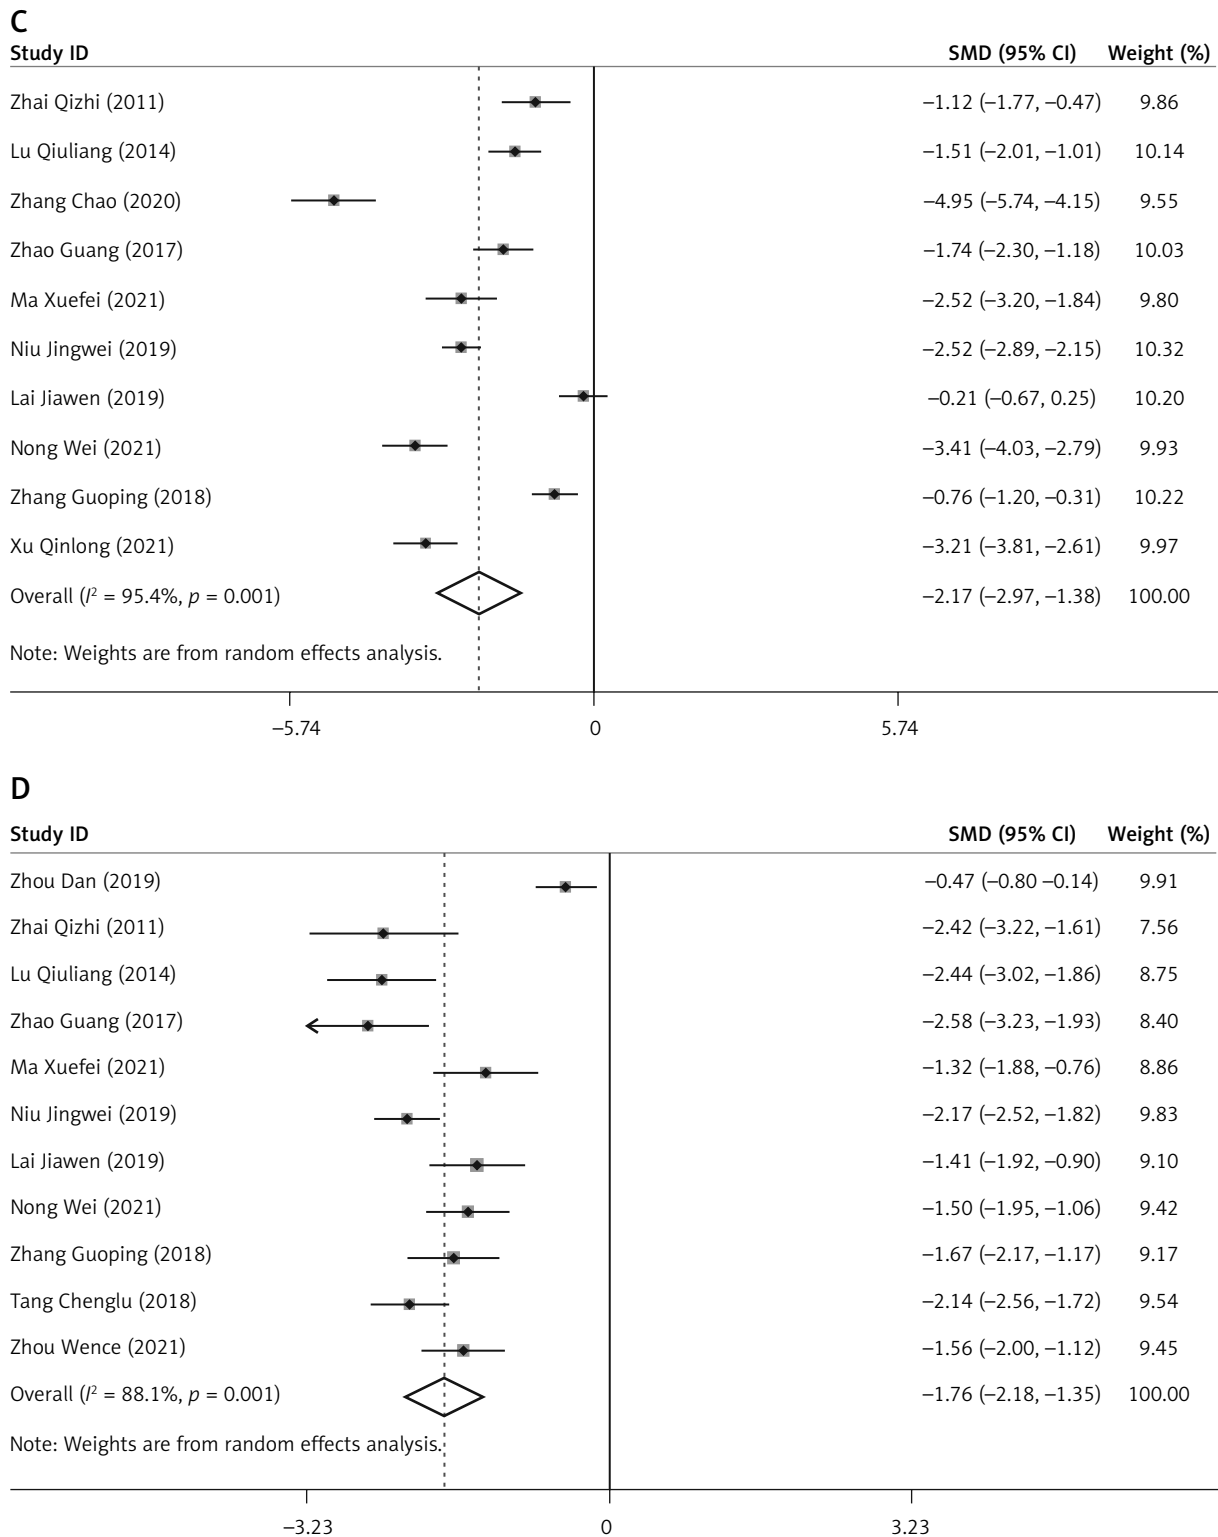 C
Study ID SMD (95% CI) Weight (%)
Zhai Qizhi (2011) –1.12 (–1.77, –0.47) 9.86
Lu Qiuliang (2014) –1.51 (–2.01, –1.01) 10.14
Zhang Chao (2020) –4.95 (–5.74, –4.15) 9.55
Zhao Guang (2017) –1.74 (–2.30, –1.18) 10.03
Ma Xuefei (2021) –2.52 (–3.20, –1.84) 9.80
Niu Jingwei (2019) –2.52 (–2.89, –2.15) 10.32
Lai Jiawen (2019) –0.21 (–0.67, 0.25) 10.20
Nong Wei (2021) –3.41 (–4.03, –2.79) 9.93
Zhang Guoping (2018) –0.76 (–1.20, –0.31) 10.22
Xu Qinlong (2021) –3.21 (–3.81, –2.61) 9.97
Overall (I² = 95.4%, p = 0.001) –2.17 (–2.97, –1.38) 100.00
Note: Weights are from random effects analysis.
–5.74 0 5.74
D
Study ID SMD (95% CI) Weight (%)
Zhou Dan (2019) –0.47 (–0.80 –0.14) 9.91
Zhai Qizhi (2011) –2.42 (–3.22, –1.61) 7.56
Lu Qiuliang (2014) –2.44 (–3.02, –1.86) 8.75
Zhao Guang (2017) –2.58 (–3.23, –1.93) 8.40
Ma Xuefei (2021) –1.32 (–1.88, –0.76) 8.86
Niu Jingwei (2019) –2.17 (–2.52, –1.82) 9.83
Lai Jiawen (2019) –1.41 (–1.92, –0.90) 9.10
Nong Wei (2021) –1.50 (–1.95, –1.06) 9.42
Zhang Guoping (2018) –1.67 (–2.17, –1.17) 9.17
Tang Chenglu (2018) –2.14 (–2.56, –1.72) 9.54
Zhou Wence (2021) –1.56 (–2.00, –1.12) 9.45
Overall (I² = 88.1%, p = 0.001) –1.76 (–2.18, –1.35) 100.00
Note: Weights are from random effects analysis.
–3.23 0 3.23